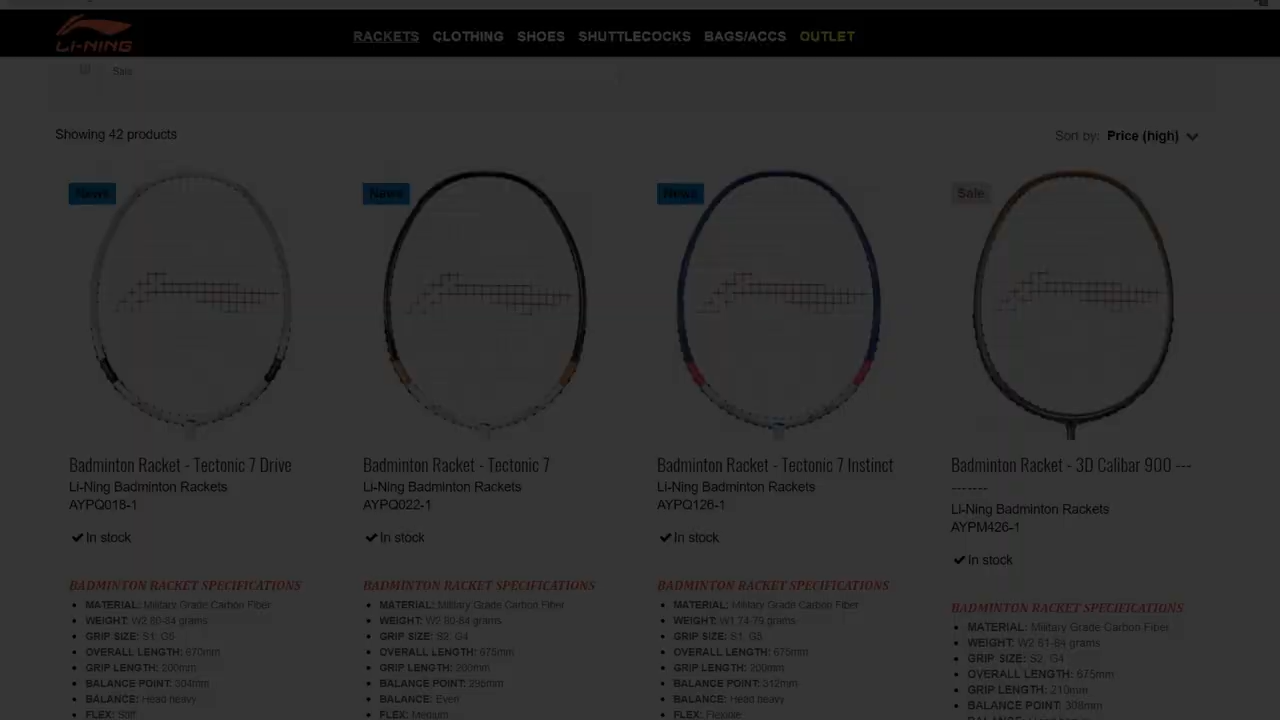 LI-NING
RACKETS CLOTHING SHOES SHUTTLECOCKS BAGS/ACCS OUTLET
Sale
Showing 42 products
Sort by: Price (high)
News
News
News
Sale
Badminton Racket - Tectonic 7 Drive
Li-Ning Badminton Rackets
AYPQ018-1
In stock
BADMINTON RACKET SPECIFICATIONS
MATERIAL: Military Grade Carbon Fiber
WEIGHT: W2 80-84 grams
GRIP SIZE: S1, G5
OVERALL LENGTH: 670mm
GRIP LENGTH: 200mm
BALANCE POINT: 304mm
BALANCE: Head heavy
FLEX: Stiff
Badminton Racket - Tectonic 7
Li-Ning Badminton Rackets
AYPQ022-1
In stock
BADMINTON RACKET SPECIFICATIONS
MATERIAL: Military Grade Carbon Fiber
WEIGHT: W2 80-84 grams
GRIP SIZE: S2, G4
OVERALL LENGTH: 675mm
GRIP LENGTH: 200mm
BALANCE POINT: 295mm
BALANCE: Even
FLEX: Medium
Badminton Racket - Tectonic 7 Instinct
Li-Ning Badminton Rackets
AYPQ126-1
In stock
BADMINTON RACKET SPECIFICATIONS
MATERIAL: Military Grade Carbon Fiber
WEIGHT: W1 74-79 grams
GRIP SIZE: S1, G5
OVERALL LENGTH: 675mm
GRIP LENGTH: 200mm
BALANCE POINT: 312mm
BALANCE: Head heavy
FLEX: Flexible
Badminton Racket - 3D Calibar 900 ---
-------
Li-Ning Badminton Rackets
AYPM426-1
In stock
BADMINTON RACKET SPECIFICATIONS
MATERIAL: Military Grade Carbon Fiber
WEIGHT: W2 81-84 grams
GRIP SIZE: S2, G4
OVERALL LENGTH: 675mm
GRIP LENGTH: 210mm
BALANCE POINT: 308mm